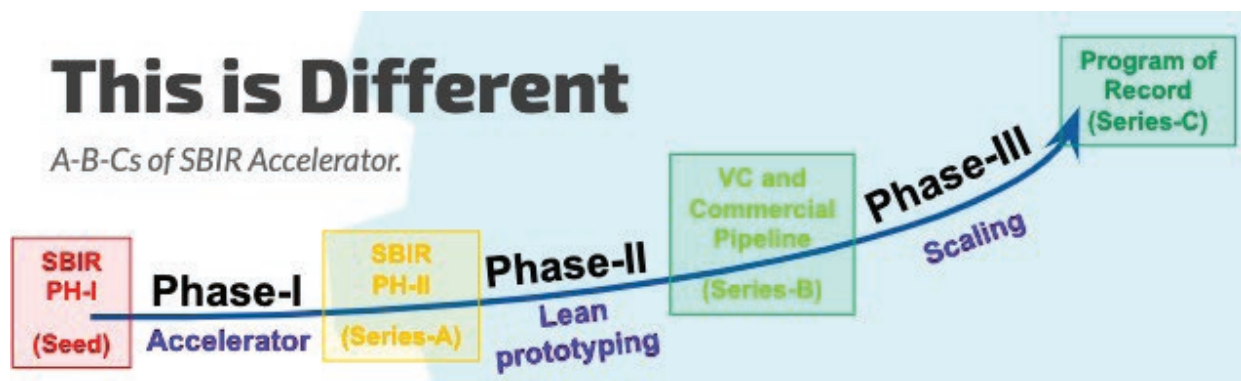 This is Different
A-B-Cs of SBIR Accelerator.
SBIR
PH-I
(Seed)
Phase-I
Accelerator
SBIR
PH-II
(Series-A)
Phase-II
Lean
prototyping
VC and
Commercial
Pipeline
(Series-B)
Phase-III
Scaling
Program of
Record
(Series-C)